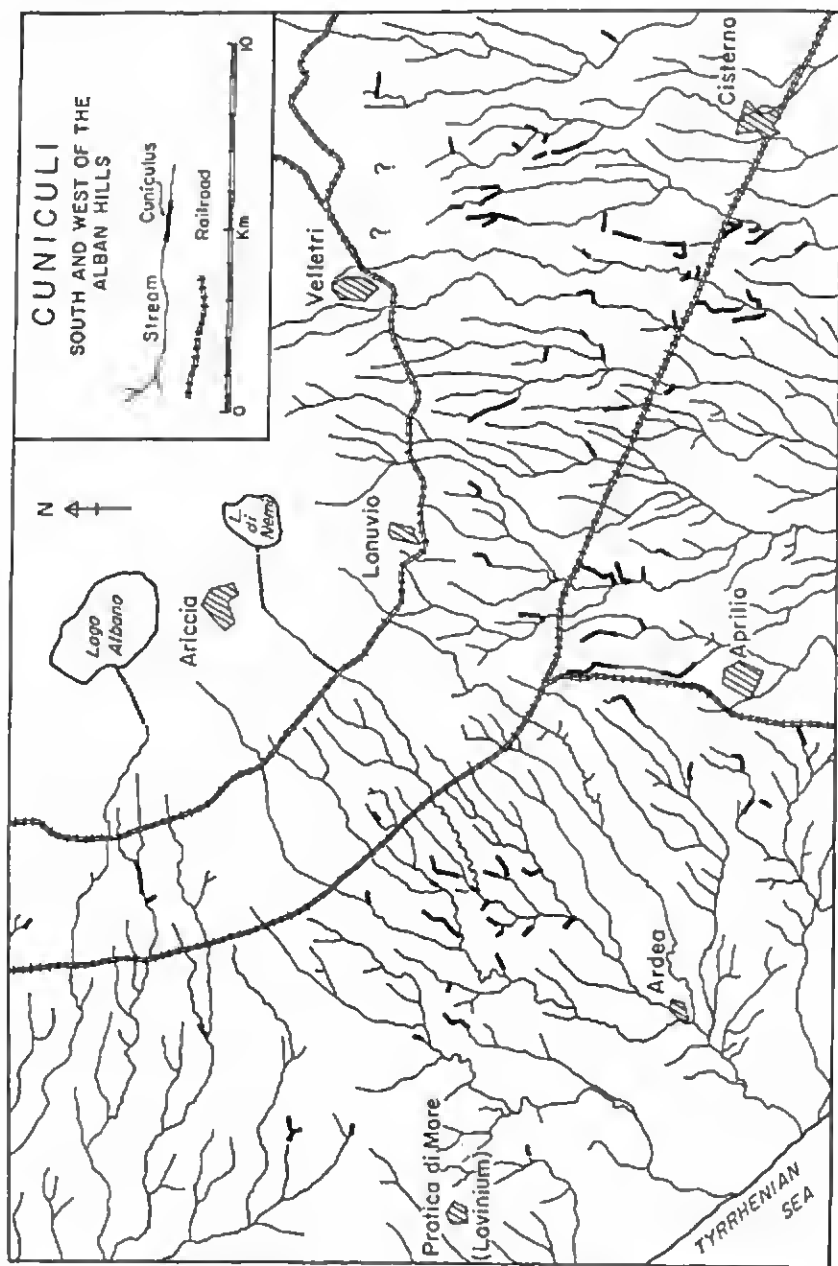 CUNICULI
SOUTH AND WEST OF THE
ALBAN HILLS
Stream
Cuniculus
Railroad
0 Km 10
N
Lago
Albano
Ariccia
L.
di
Nemi
Velletri
? ?
Lanuvio
Cisterna
Aprilia
Ardea
Pratica di Mare
(Lavinium)
TYRRHENIAN
SEA